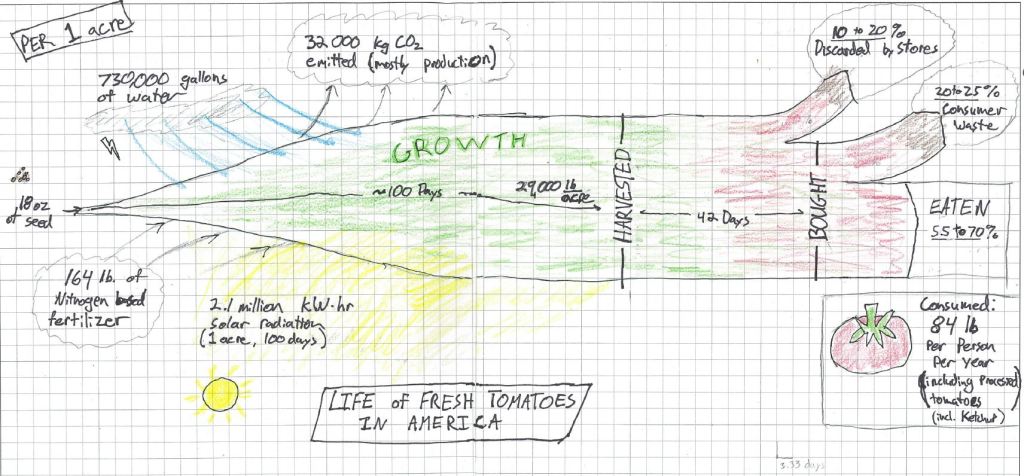 PER 1 acre
32000 kg CO2
emitted (mostly production)
10 to 20%
Discarded by stores
730,000 gallons
of water
20 to 25%
Consumer
Waste
GROWTH
~100 Days
29,000 lb/acre
HARVESTED
42 Days
BOUGHT
EATEN
55 to 70%
.18 oz
of seed
164 lb. of
Nitrogen based
fertilizer
2.1 million kW·hr
solar radiation
(1 acre, 100 days)
Consumed:
84 lb
Per Person
Per Year
(including Processed
tomatoes
(incl. Ketchup)
LIFE of FRESH TOMATOES
IN AMERICA
3.33 days